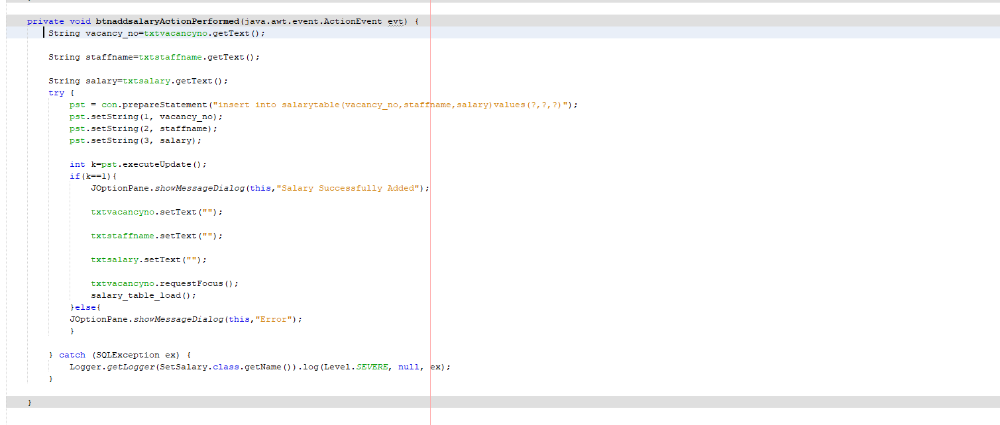 private void btnaddsalaryActionPerformed(java.awt.event.ActionEvent evt) {
String vacancy_no=txtvacancyno.getText();
String staffname=txtstaffname.getText();
String salary=txtsalary.getText();
try {
pst = con.prepareStatement("insert into salarytable(vacancy_no,staffname,salary)values(?,?,?)");
pst.setString(1, vacancy_no);
pst.setString(2, staffname);
pst.setString(3, salary);
int k=pst.executeUpdate();
if(k==1){
JOptionPane.showMessageDialog(this,"Salary Successfully Added");
txtvacancyno.setText("");
txtstaffname.setText("");
txtsalary.setText("");
txtvacancyno.requestFocus();
salary_table_load();
}else{
JOptionPane.showMessageDialog(this,"Error");
}
} catch (SQLException ex) {
Logger.getLogger(SetSalary.class.getName()).log(Level.SEVERE, null, ex);
}
}